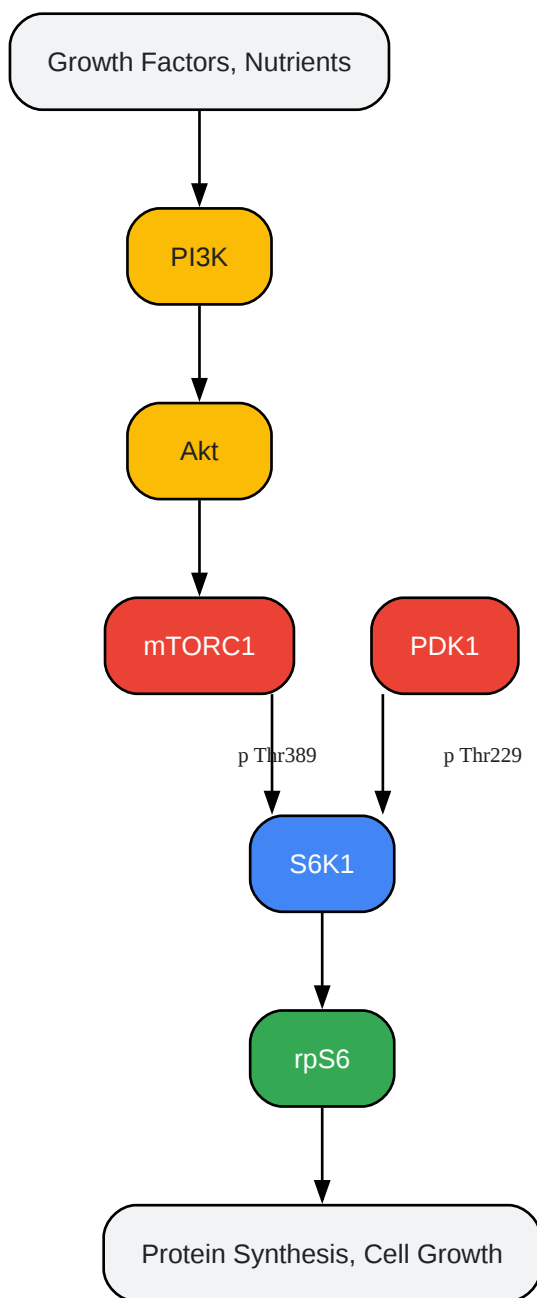 Growth Factors, Nutrients
PI3K
Akt
mTORC1
PDK1
p Thr389
p Thr229
S6K1
rpS6
Protein Synthesis, Cell Growth